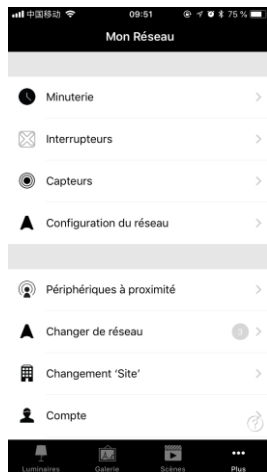 中国移动 09:51 75 %
Mon Réseau
Minuterie
Interrupteurs
Capteurs
Configuration du réseau
Périphériques à proximité
Changer de réseau 3
Changement ‘Site’
Compte
Luminaires Galerie Scènes Plus